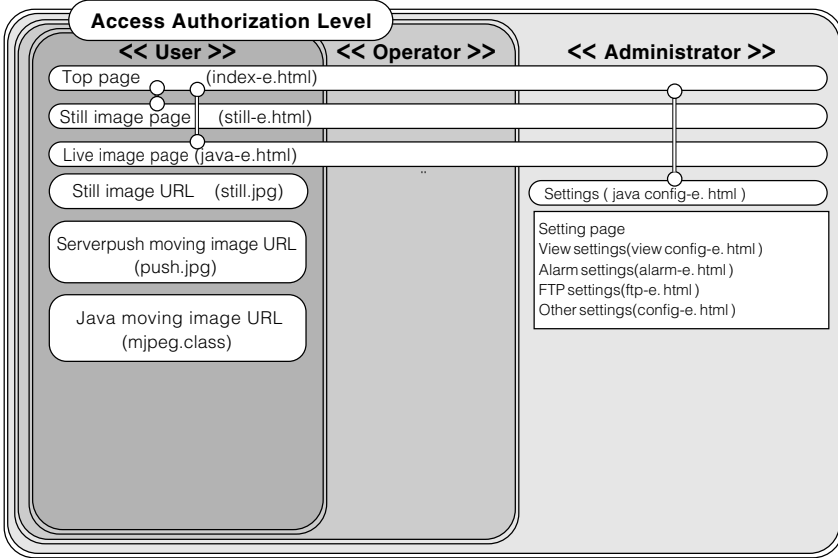 Access Authorization Level
<< User >>
<< Operator >>
<< Administrator >>
Top page (index-e.html)
Still image page (still-e.html)
Live image page (java-e.html)
Still image URL (still.jpg)
Serverpush moving image URL
(push.jpg)
Java moving image URL
(mjpeg.class)
Settings ( java config-e. html )
Setting page
View settings(view config-e. html )
Alarm settings(alarm-e. html )
FTP settings(ftp-e. html )
Other settings(config-e. html )